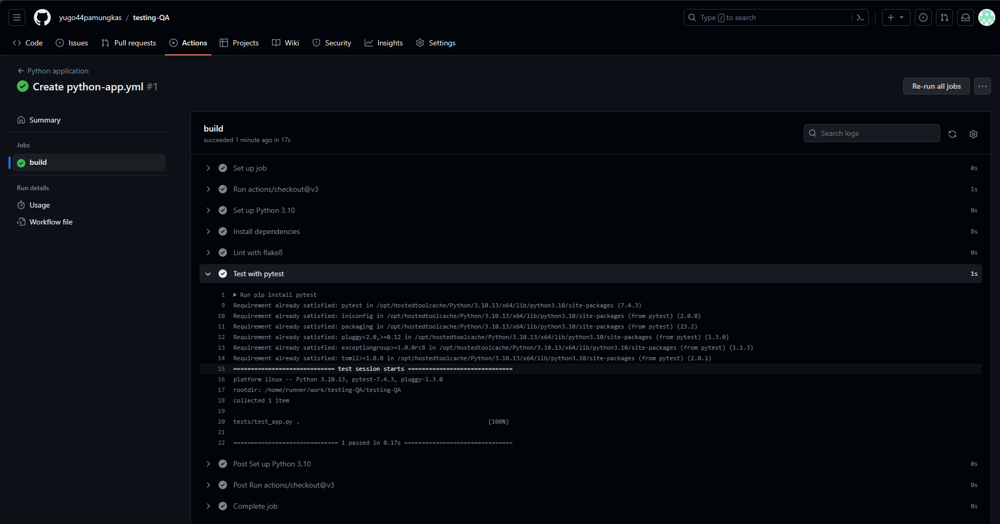 yugo44pamungkas / testing-QA
Type / to search
Code
Issues
Pull requests
Actions
Projects
Wiki
Security
Insights
Settings
Python application
Create python-app.yml #1
Re-run all jobs
Summary
Jobs
build
Run details
Usage
Workflow file
build
succeeded 1 minute ago in 17s
Search logs
Set up job 0s
Run actions/checkout@v3 1s
Set up Python 3.10 0s
Install dependencies 8s
Lint with flake8 0s
Test with pytest 1s
1 ▶ Run pip install pytest
9 Requirement already satisfied: pytest in /opt/hostedtoolcache/Python/3.10.13/x64/lib/python3.10/site-packages (7.4.3)
10 Requirement already satisfied: iniconfig in /opt/hostedtoolcache/Python/3.10.13/x64/lib/python3.10/site-packages (from pytest) (2.0.0)
11 Requirement already satisfied: packaging in /opt/hostedtoolcache/Python/3.10.13/x64/lib/python3.10/site-packages (from pytest) (23.2)
12 Requirement already satisfied: pluggy<2.0,>=0.12 in /opt/hostedtoolcache/Python/3.10.13/x64/lib/python3.10/site-packages (from pytest) (1.3.0)
13 Requirement already satisfied: exceptiongroup>=1.0.0rc8 in /opt/hostedtoolcache/Python/3.10.13/x64/lib/python3.10/site-packages (from pytest) (1.1.3)
14 Requirement already satisfied: tomli>=1.0.0 in /opt/hostedtoolcache/Python/3.10.13/x64/lib/python3.10/site-packages (from pytest) (2.0.1)
15 ============================= test session starts ==============================
16 platform linux -- Python 3.10.13, pytest-7.4.3, pluggy-1.3.0
17 rootdir: /home/runner/work/testing-QA/testing-QA
18 collected 1 item
19
20 tests/test_app.py . [100%]
21
22 ============================== 1 passed in 0.17s ===============================
Post Set up Python 3.10 0s
Post Run actions/checkout@v3 0s
Complete job 0s